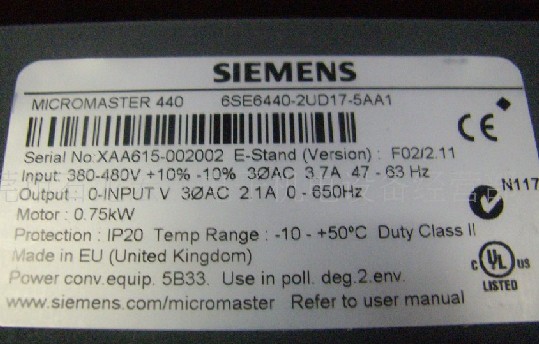 SIEMENS
MICROMASTER 440 6SE6440-2UD17-5AA1
CE
Serial No:XAA615-002002 E-Stand (Version) : F02/2.11
Input: 380-480V +10% -10% 3ØAC 3.7A 47 - 63 Hz
Output : 0-INPUT V 3ØAC 2.1A 0 - 650Hz
N117
Motor : 0.75kW
Protection : IP20 Temp Range : -10 - +50°C Duty Class II
Made in EU (United Kingdom)
C UL US
LISTED
Power conv.equip. 5B33. Use in poll. deg.2.env.
www.siemens.com/micromaster Refer to user manual